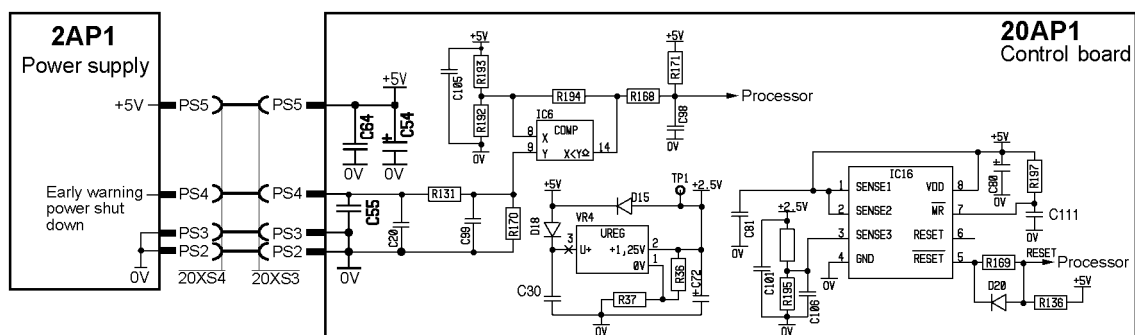 2AP1
Power supply
+5V
Early warning
power shut
down
0V
PS5
PS4
PS3
PS2
20XS4
PS5
PS4
PS3
PS2
20XS3
20AP1
Control board
+5V
C64
C54
+
0V
0V
C55
0V
C20
R131
C99
R170
+5V
C105
R193
R192
0V
IC6
COMP
8
X
9
Y
X<YΩ
14
R194
R168
+5V
R171
C98
0V
Processor
+5V
D18
D15
TP1
+2.5V
VR4
UREG
3
U+
+1,25V
2
0V
1
C30
R37
R36
+
C72
0V
C81
0V
+2.5V
C101
R195
C106
0V
IC16
1
SENSE1
2
SENSE2
3
SENSE3
4
GND
0V
VDD
8
MR
7
RESET
6
RESET
5
+5V
+
C80
0V
R197
C111
0V
R169
RESET
Processor
D20
R136
+5V